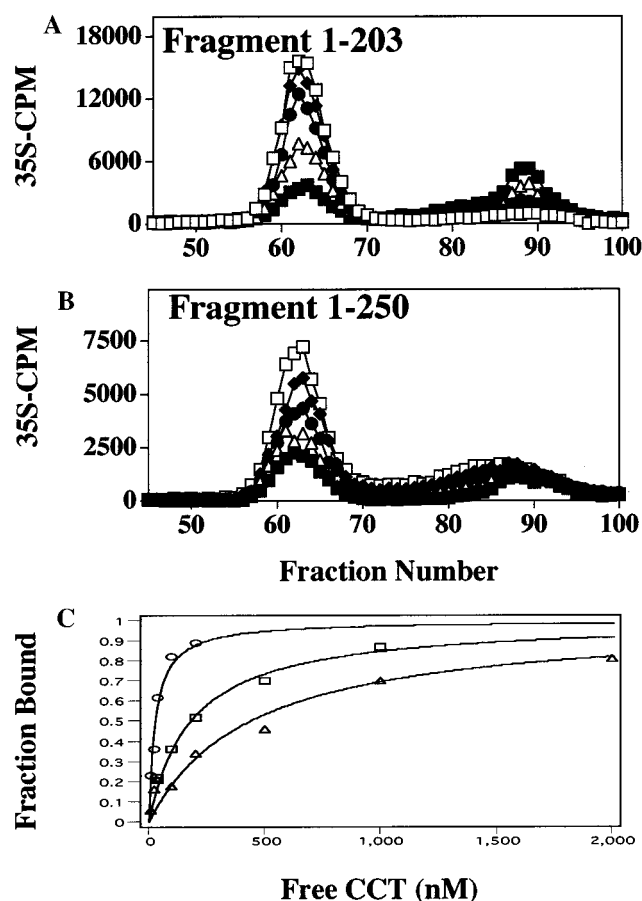 A
Fragment 1-203
18000
12000
6000
0
35S-CPM
50 60 70 80 90 100
B
Fragment 1-250
7500
5000
2500
0
35S-CPM
50 60 70 80 90 100
Fraction Number
C
1
0.9
0.8
0.7
0.6
0.5
0.4
0.3
0.2
0.1
0
Fraction Bound
0 500 1,000 1,500 2,000
Free CCT (nM)